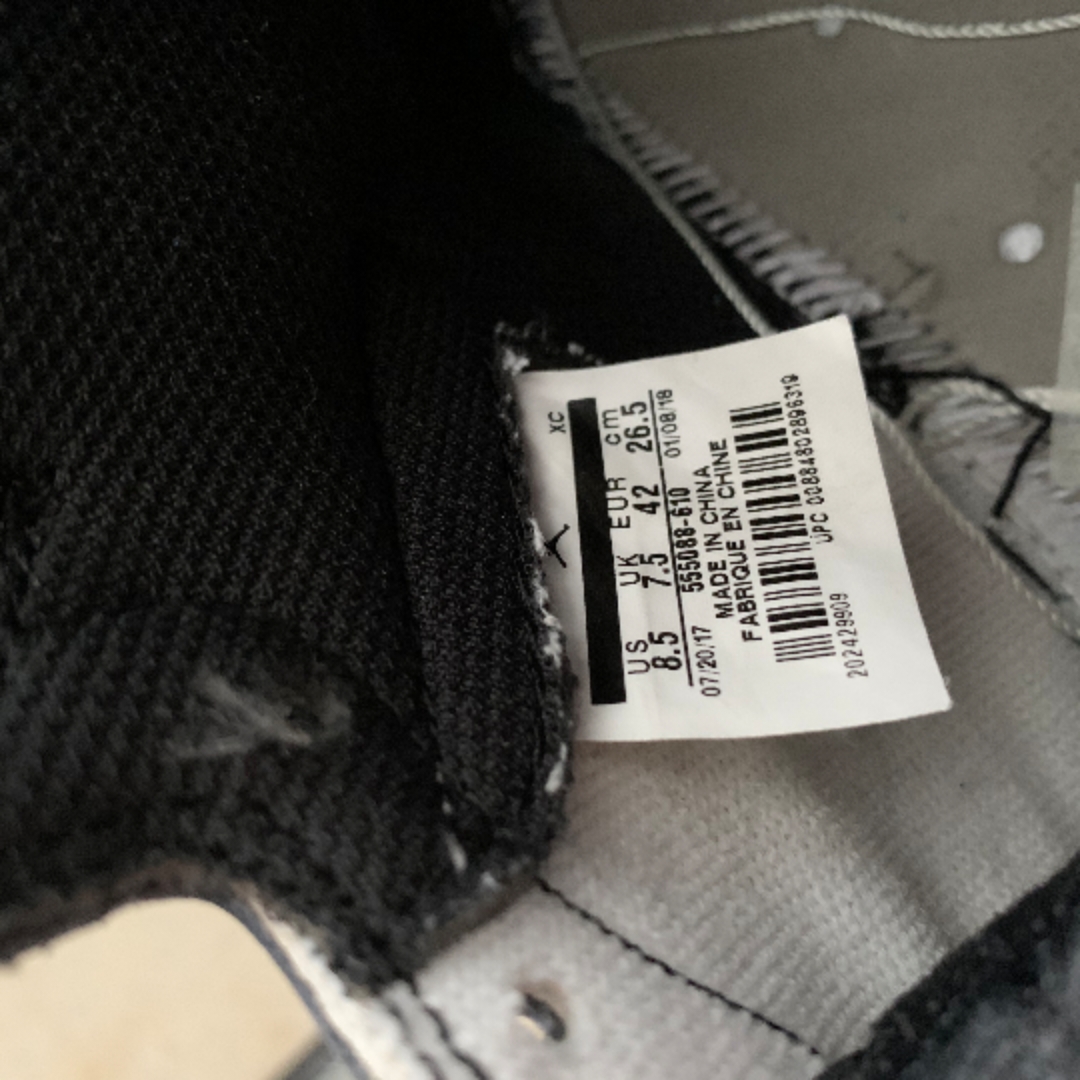 XC
US UK EUR cm
8.5 7.5 42 26.5
555088-610
07/20/17 01/08/18
MADE IN CHINA
FABRIQUE EN CHINE
UPC 00884802896319
202429909